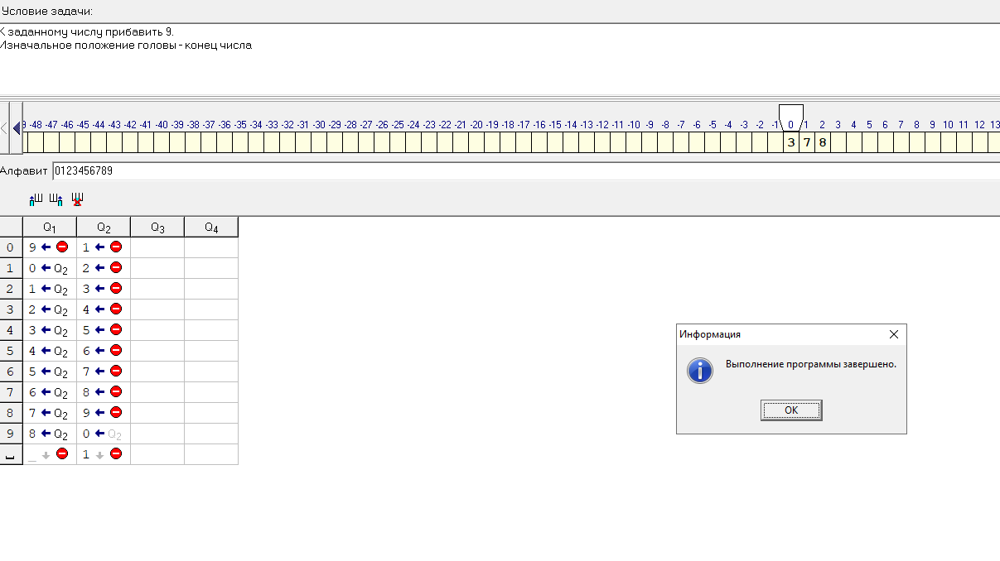 Условие задачи:
К заданному числу прибавить 9.
Изначальное положение головы - конец числа
9 -48 -47 -46 -45 -44 -43 -42 -41 -40 -39 -38 -37 -36 -35 -34 -33 -32 -31 -30 -29 -28 -27 -26 -25 -24 -23 -22 -21 -20 -19 -18 -17 -16 -15 -14 -13 -12 -11 -10 -9 -8 -7 -6 -5 -4 -3 -2 -1 0 1 2 3 4 5 6 7 8 9 10 11 12 13
3 7 8
Алфавит 0123456789
Q1 Q2 Q3 Q4
0 9 1
1 0 Q2 2
2 1 Q2 3
3 2 Q2 4
4 3 Q2 5
5 4 Q2 6
6 5 Q2 7
7 6 Q2 8
8 7 Q2 9
9 8 Q2 0 Q2
_ 1
Информация
Выполнение программы завершено.
OK